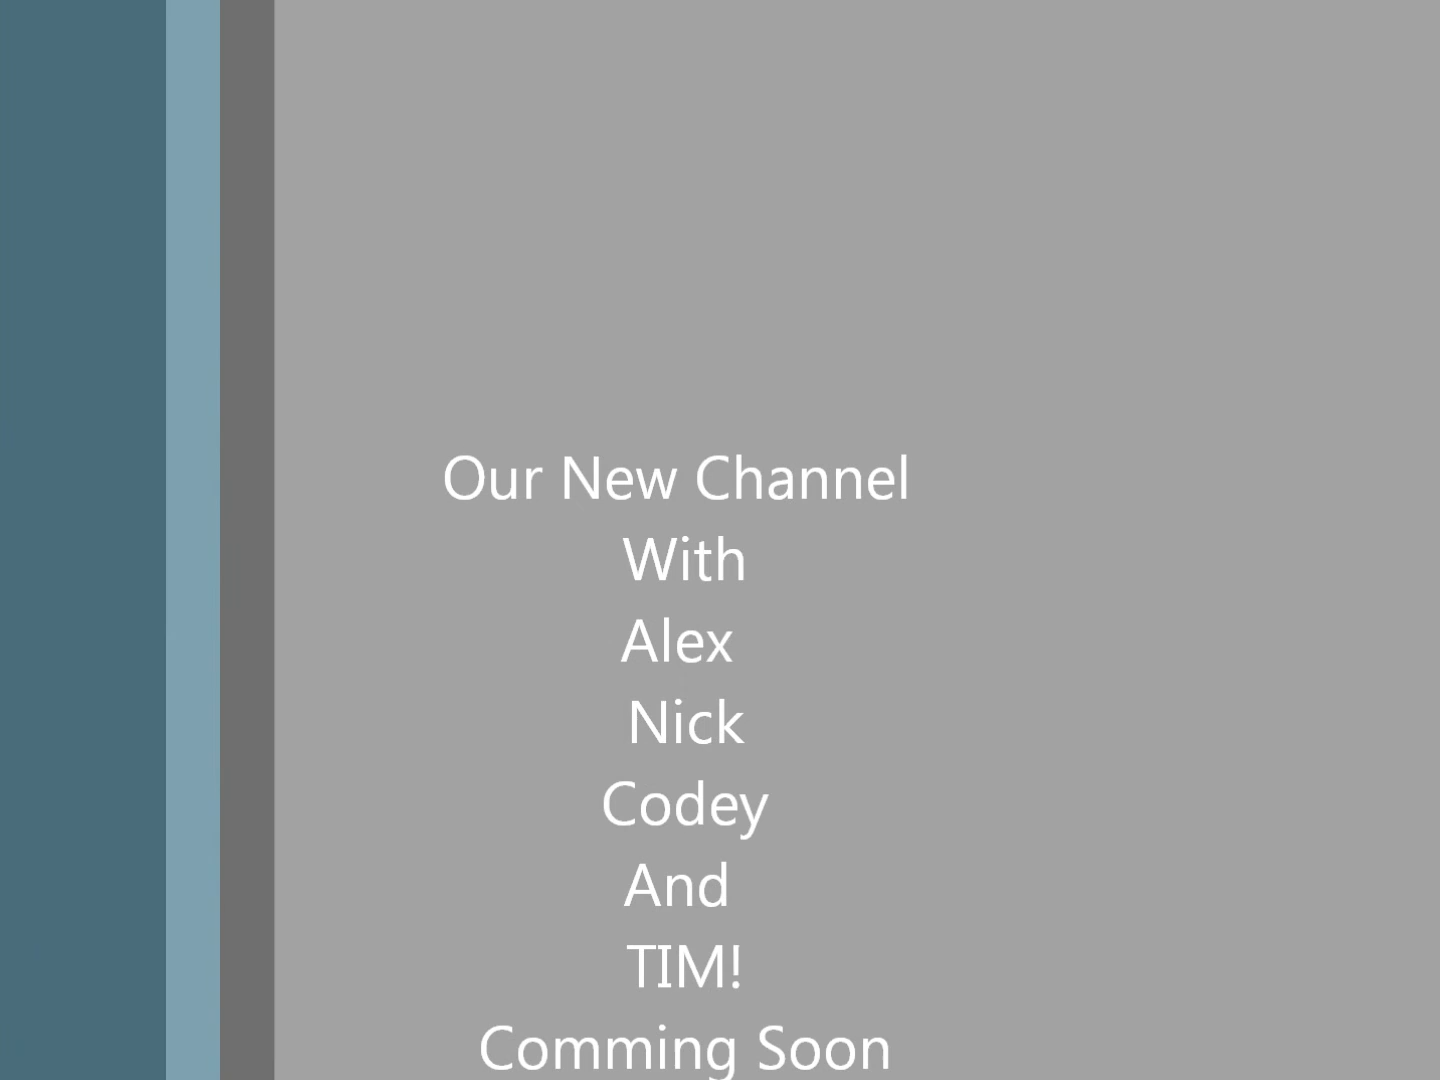 Our New Channel
With
Alex
Nick
Codey
And
TIM!
Comming Soon